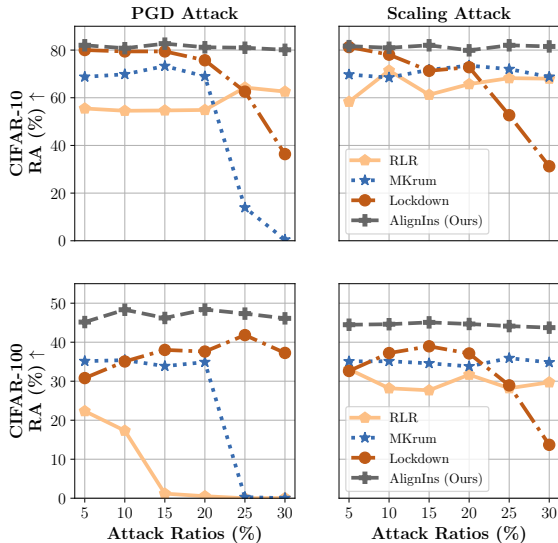 PGD Attack
Scaling Attack
CIFAR-10
RA (%) ↑
80
60
40
20
0
RLR
MKrum
Lockdown
AlignIns (Ours)
CIFAR-100
RA (%) ↑
50
40
30
20
10
0
RLR
MKrum
Lockdown
AlignIns (Ours)
5 10 15 20 25 30
5 10 15 20 25 30
Attack Ratios (%)
Attack Ratios (%)